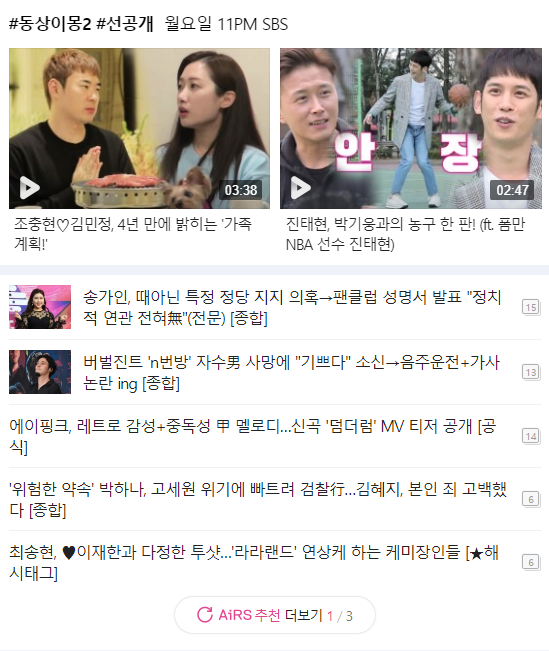 #동상이몽2 #선공개 월요일 11PM SBS
03:38
안 장
02:47
조충현♡김민정, 4년 만에 밝히는 '가족
계획!'
진태현, 박기웅과의 농구 한 판! (ft. 폼만
NBA 선수 진태현)
송가인, 때아닌 특정 정당 지지 의혹→팬클럽 성명서 발표 "정치
적 연관 전혀無"(전문) [종합]
15
버벌진트 'n번방' 자수男 사망에 "기쁘다" 소신→음주운전+가사
논란 ing [종합]
13
에이핑크, 레트로 감성+중독성 甲 멜로디…신곡 '덤더럼' MV 티저 공개 [공
식]
14
'위험한 약속' 박하나, 고세원 위기에 빠트려 검찰行…김혜지, 본인 죄 고백했
다 [종합]
6
최송현, ♥이재한과 다정한 투샷…'라라랜드' 연상케 하는 케미장인들 [★해
시태그]
6
AiRS 추천 더보기 1 / 3